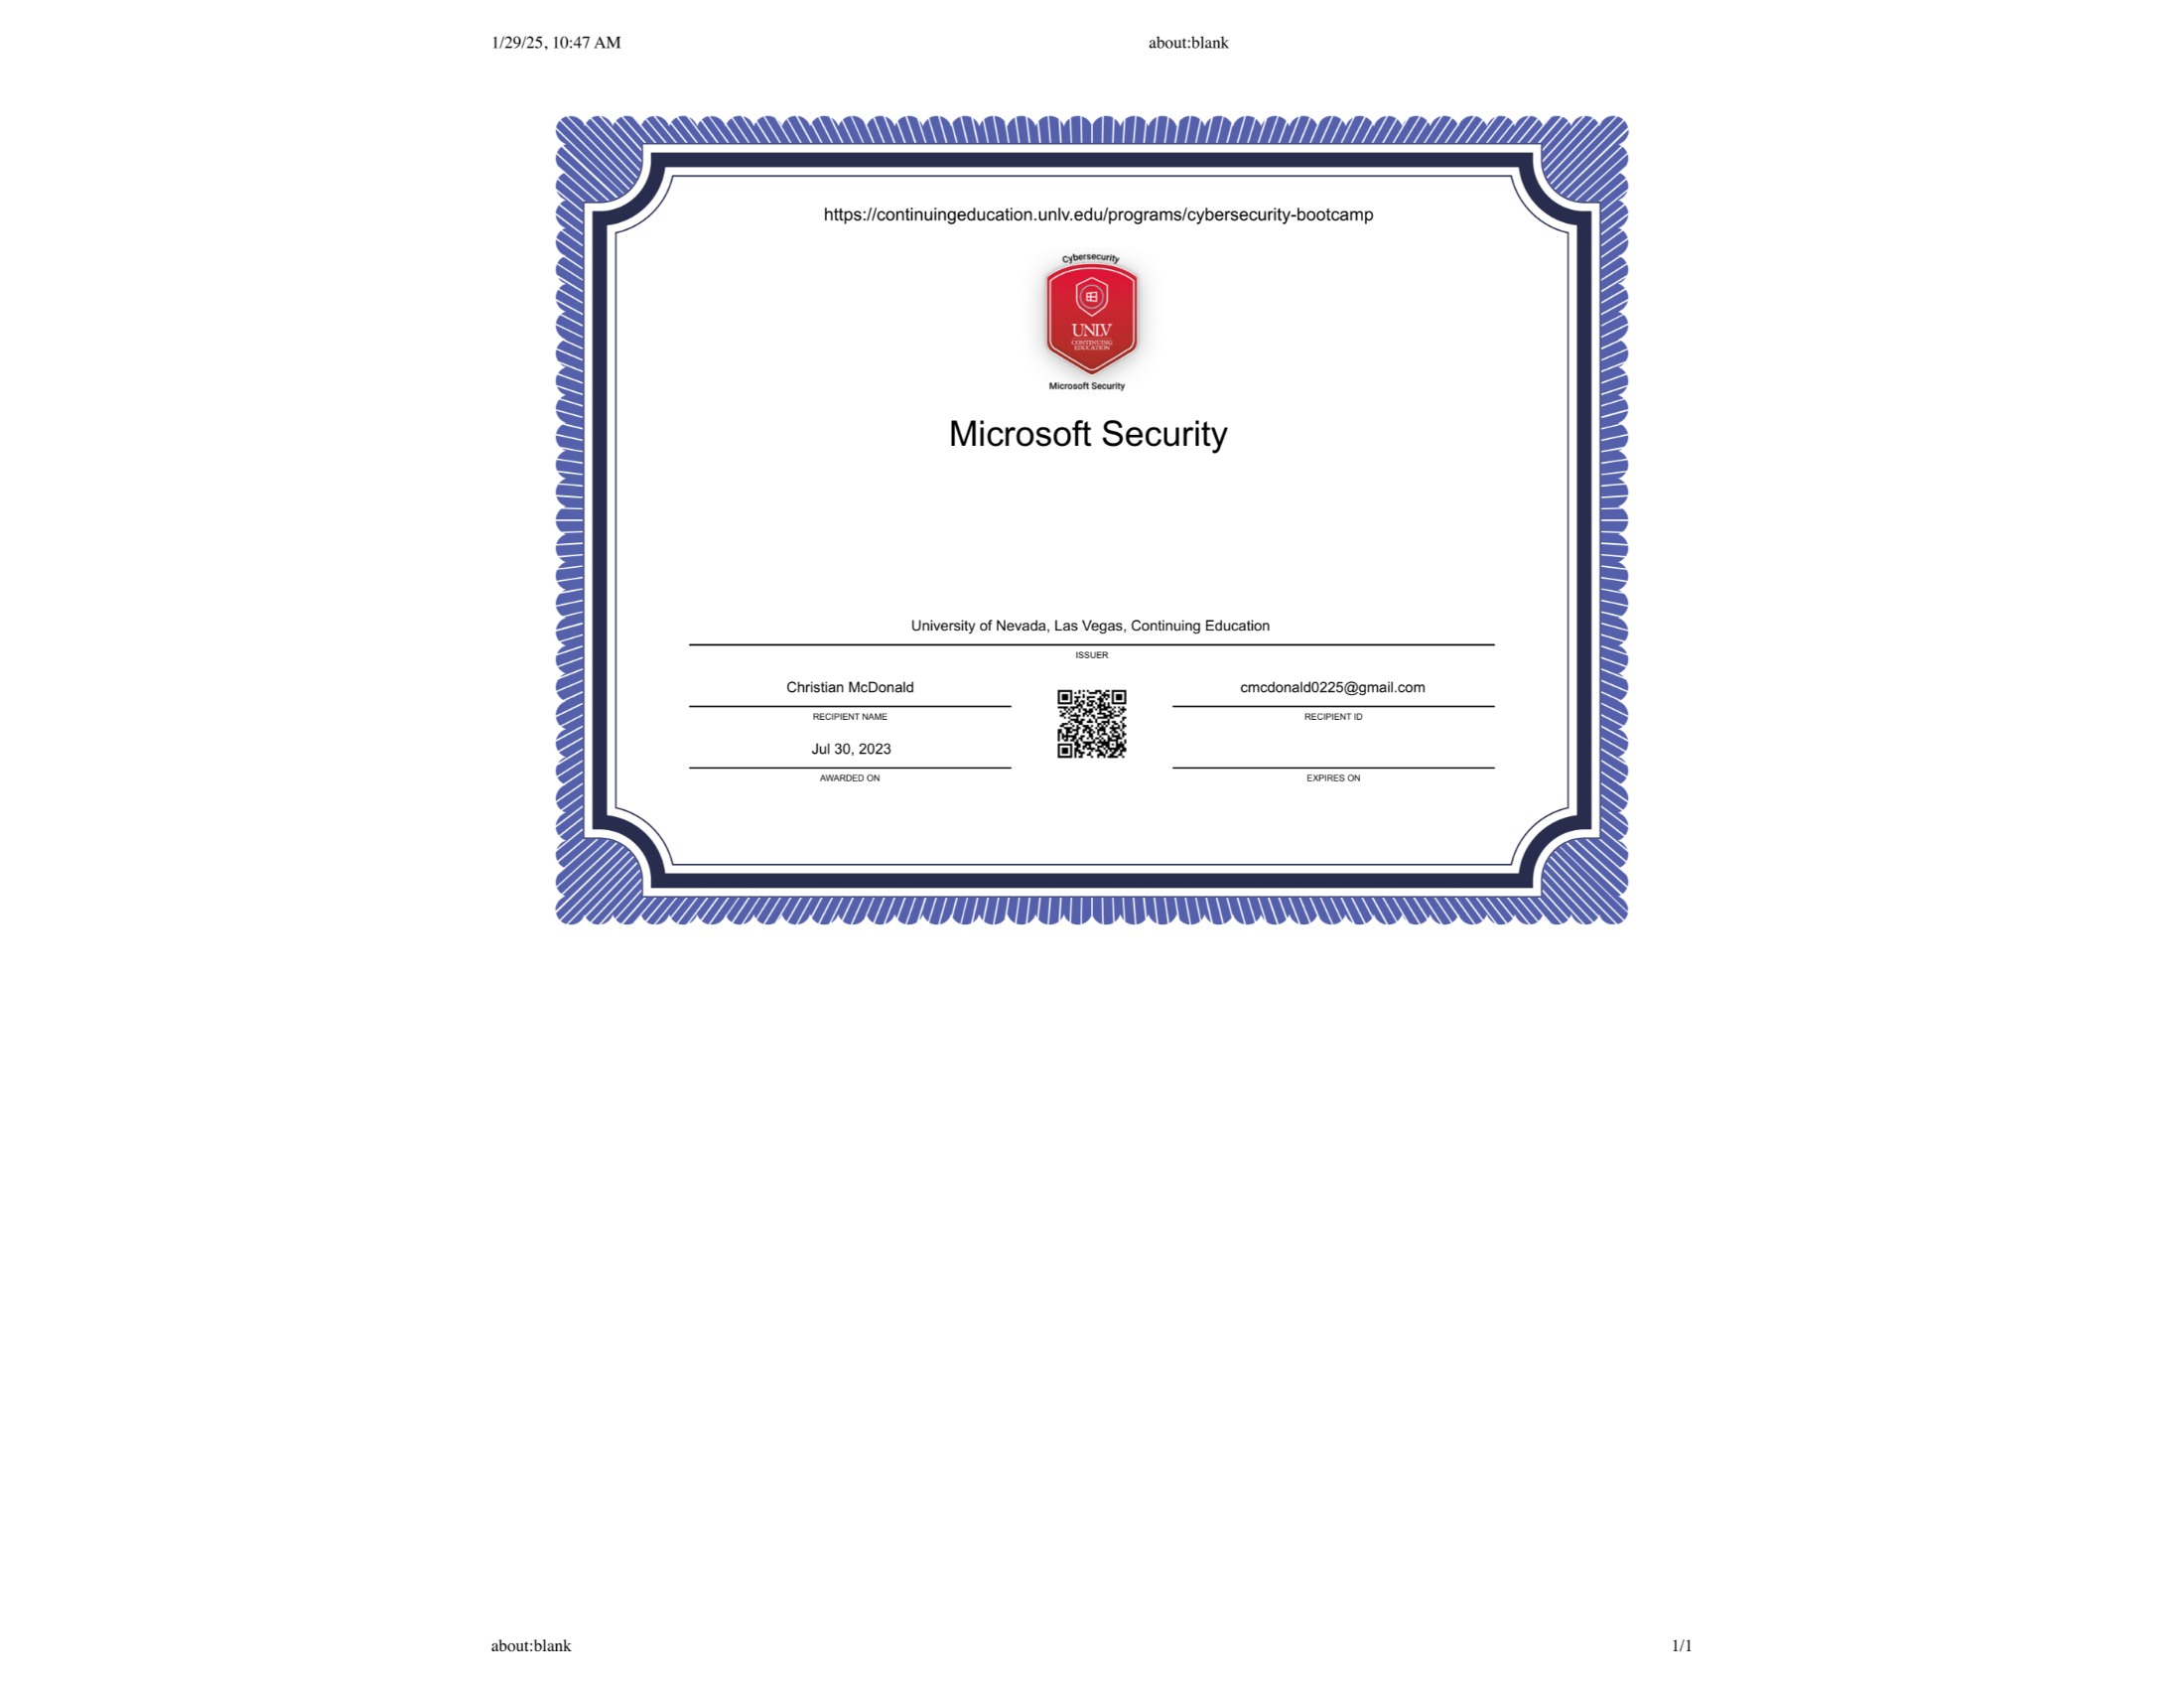 1/29/25, 10:47 AM
about:blank
https://continuingeducation.unlv.edu/programs/cybersecurity-bootcamp
Cybersecurity
UNLV
CONTINUING
EDUCATION
Microsoft Security
Microsoft Security
University of Nevada, Las Vegas, Continuing Education
ISSUER
Christian McDonald
RECIPIENT NAME
cmcdonald0225@gmail.com
RECIPIENT ID
Jul 30, 2023
AWARDED ON
EXPIRES ON
about:blank
1/1